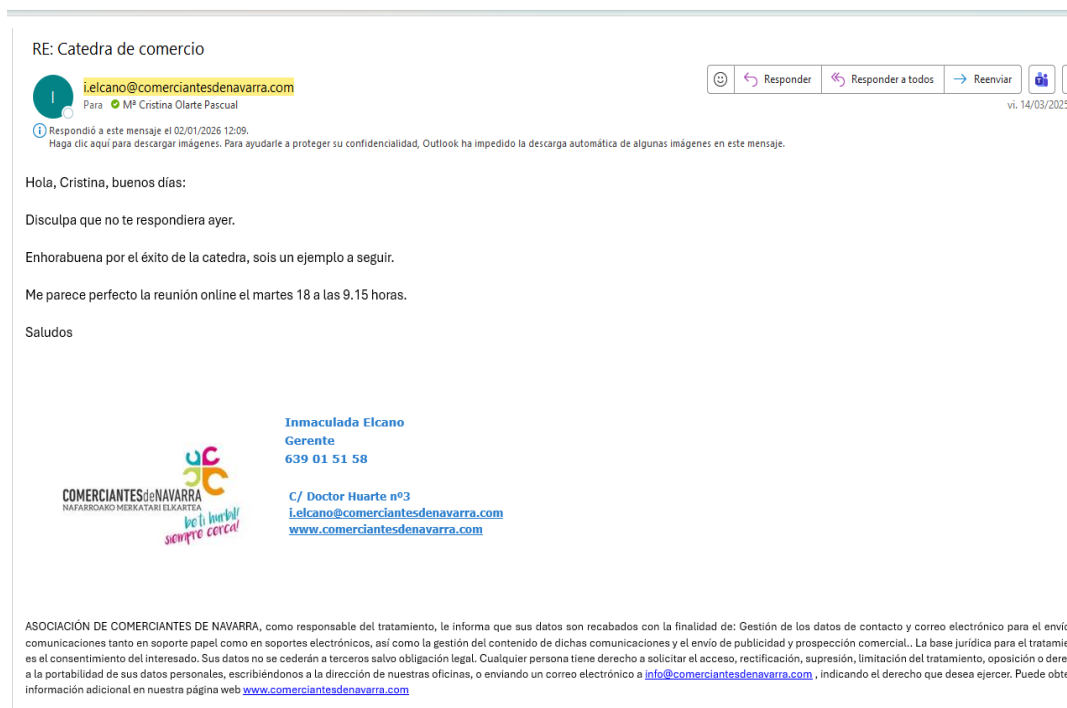 RE: Catedra de comercio
I
i.elcano@comerciantesdenavarra.com
Para Mª Cristina Olarte Pascual
Responder
Responder a todos
Reenviar
vi. 14/03/2025
Respondió a este mensaje el 02/01/2026 12:09.
Haga clic aquí para descargar imágenes. Para ayudarle a proteger su confidencialidad, Outlook ha impedido la descarga automática de algunas imágenes en este mensaje.
Hola, Cristina, buenos días:
Disculpa que no te respondiera ayer.
Enhorabuena por el éxito de la catedra, sois un ejemplo a seguir.
Me parece perfecto la reunión online el martes 18 a las 9.15 horas.
Saludos
COMERCIANTESdeNAVARRA
NAFARROAKO MERKATARI ELKARTEA
beti hurbil!
siempre cerca!
Inmaculada Elcano
Gerente
639 01 51 58
C/ Doctor Huarte nº3
i.elcano@comerciantesdenavarra.com
www.comerciantesdenavarra.com
ASOCIACIÓN DE COMERCIANTES DE NAVARRA, como responsable del tratamiento, le informa que sus datos son recabados con la finalidad de: Gestión de los datos de contacto y correo electrónico para el envío
comunicaciones tanto en soporte papel como en soportes electrónicos, así como la gestión del contenido de dichas comunicaciones y el envío de publicidad y prospección comercial.. La base jurídica para el tratamie
es el consentimiento del interesado. Sus datos no se cederán a terceros salvo obligación legal. Cualquier persona tiene derecho a solicitar el acceso, rectificación, supresión, limitación del tratamiento, oposición o dere
a la portabilidad de sus datos personales, escribiéndonos a la dirección de nuestras oficinas, o enviando un correo electrónico a info@comerciantesdenavarra.com , indicando el derecho que desea ejercer. Puede obte
información adicional en nuestra página web www.comerciantesdenavarra.com